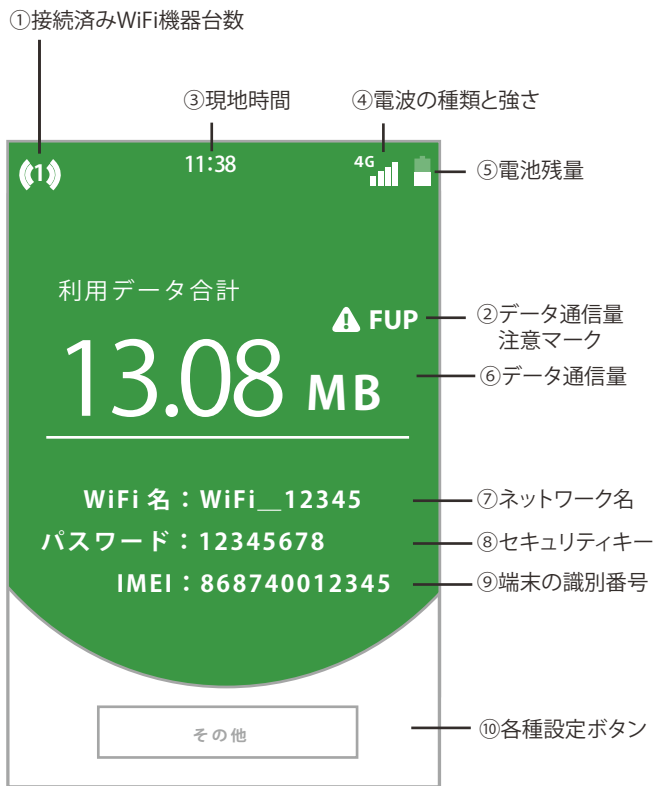 ①接続済みWiFi機器台数
③現地時間
④電波の種類と強さ
1
11:38
4G
⑤電池残量
利用データ合計
FUP
②データ通信量
注意マーク
13.08 MB
⑥データ通信量
WiFi 名：WiFi__12345
⑦ネットワーク名
パスワード：12345678
⑧セキュリティキー
IMEI：868740012345
⑨端末の識別番号
その他
⑩各種設定ボタン